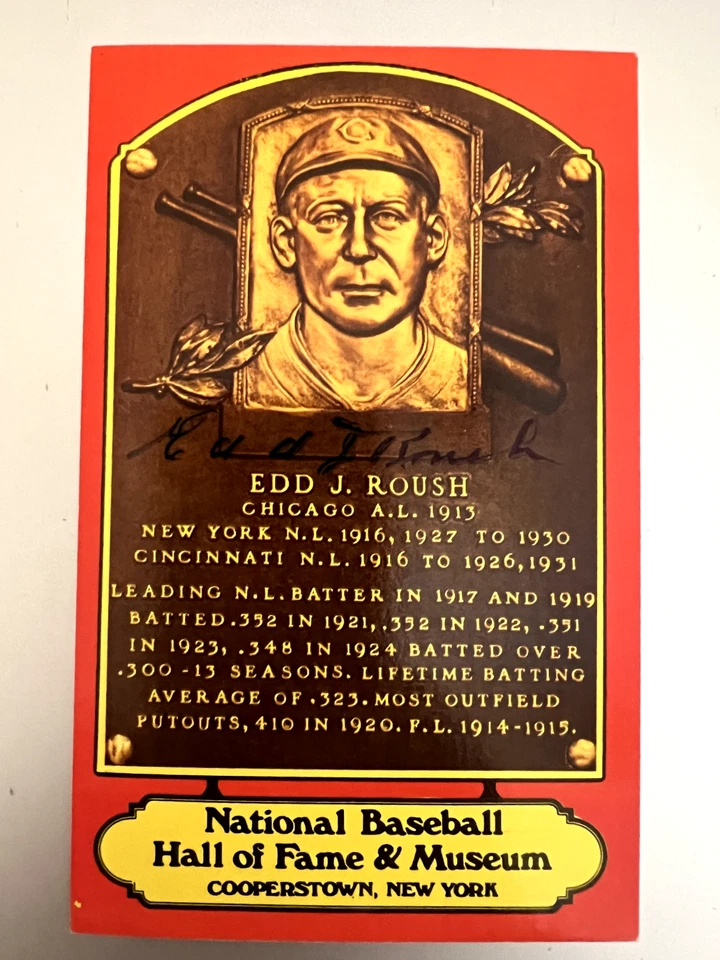 C
Edd J Roush
EDD J. ROUSH
CHICAGO A.L. 1913
NEW YORK N.L. 1916, 1927 TO 1930
CINCINNATI N.L. 1916 TO 1926, 1931
LEADING N.L. BATTER IN 1917 AND 1919
BATTED .352 IN 1921, .352 IN 1922, .351
IN 1923, .348 IN 1924 BATTED OVER
.300 - 13 SEASONS. LIFETIME BATTING
AVERAGE OF .323. MOST OUTFIELD
PUTOUTS, 410 IN 1920. F.L. 1914-1915.
National Baseball
Hall of Fame & Museum
COOPERSTOWN, NEW YORK